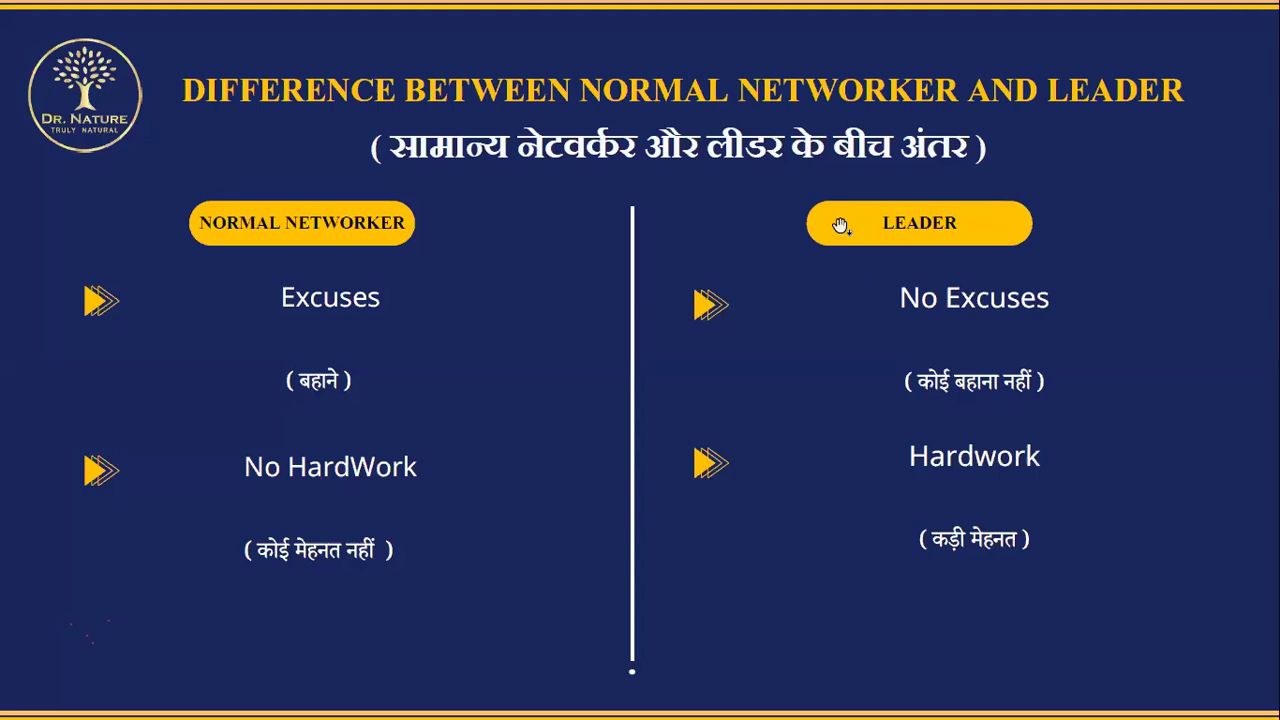 DR. NATURE
TRULY NATURAL
DIFFERENCE BETWEEN NORMAL NETWORKER AND LEADER
( सामान्य नेटवर्कर और लीडर के बीच अंतर )
NORMAL NETWORKER
Excuses
( बहाने )
No HardWork
( कोई मेहनत नहीं )
LEADER
No Excuses
( कोई बहाना नहीं )
Hardwork
( कड़ी मेहनत )